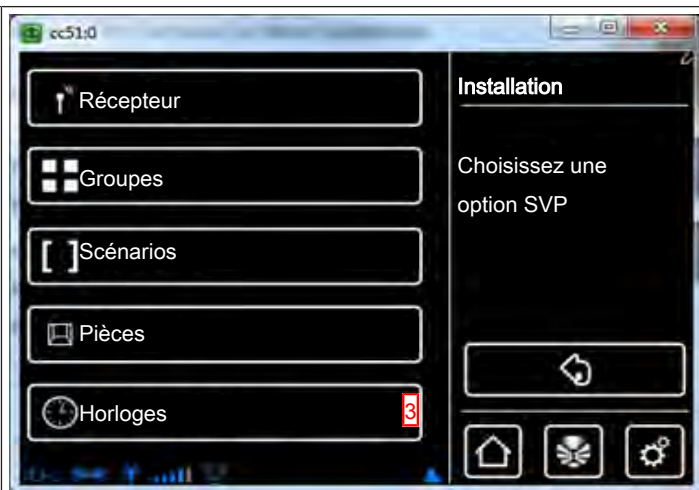 cc51:0
Récepteur
Groupes
Scénarios
Pièces
Horloges
3
Installation
Choisissez une
option SVP